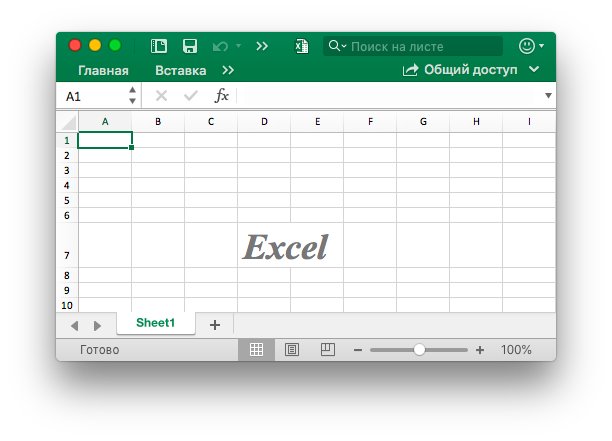 Поиск на листе
Главная Вставка Общий доступ
A1 fx
A B C D E F G H I
1
2
3
4
5
6
7 Excel
8
9
10
Sheet1
Готово 100%